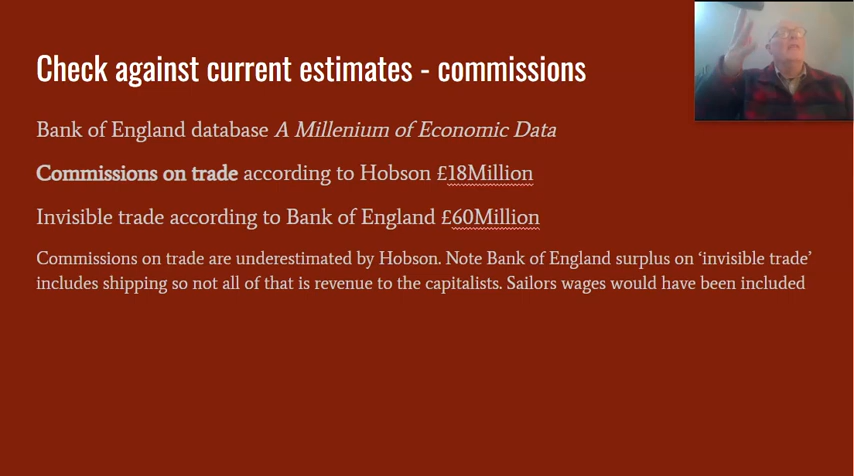 Check against current estimates - commissions
Bank of England database A Millenium of Economic Data
Commissions on trade according to Hobson £18Million
Invisible trade according to Bank of England £60Million
Commissions on trade are underestimated by Hobson. Note Bank of England surplus on ‘invisible trade’
includes shipping so not all of that is revenue to the capitalists. Sailors wages would have been included